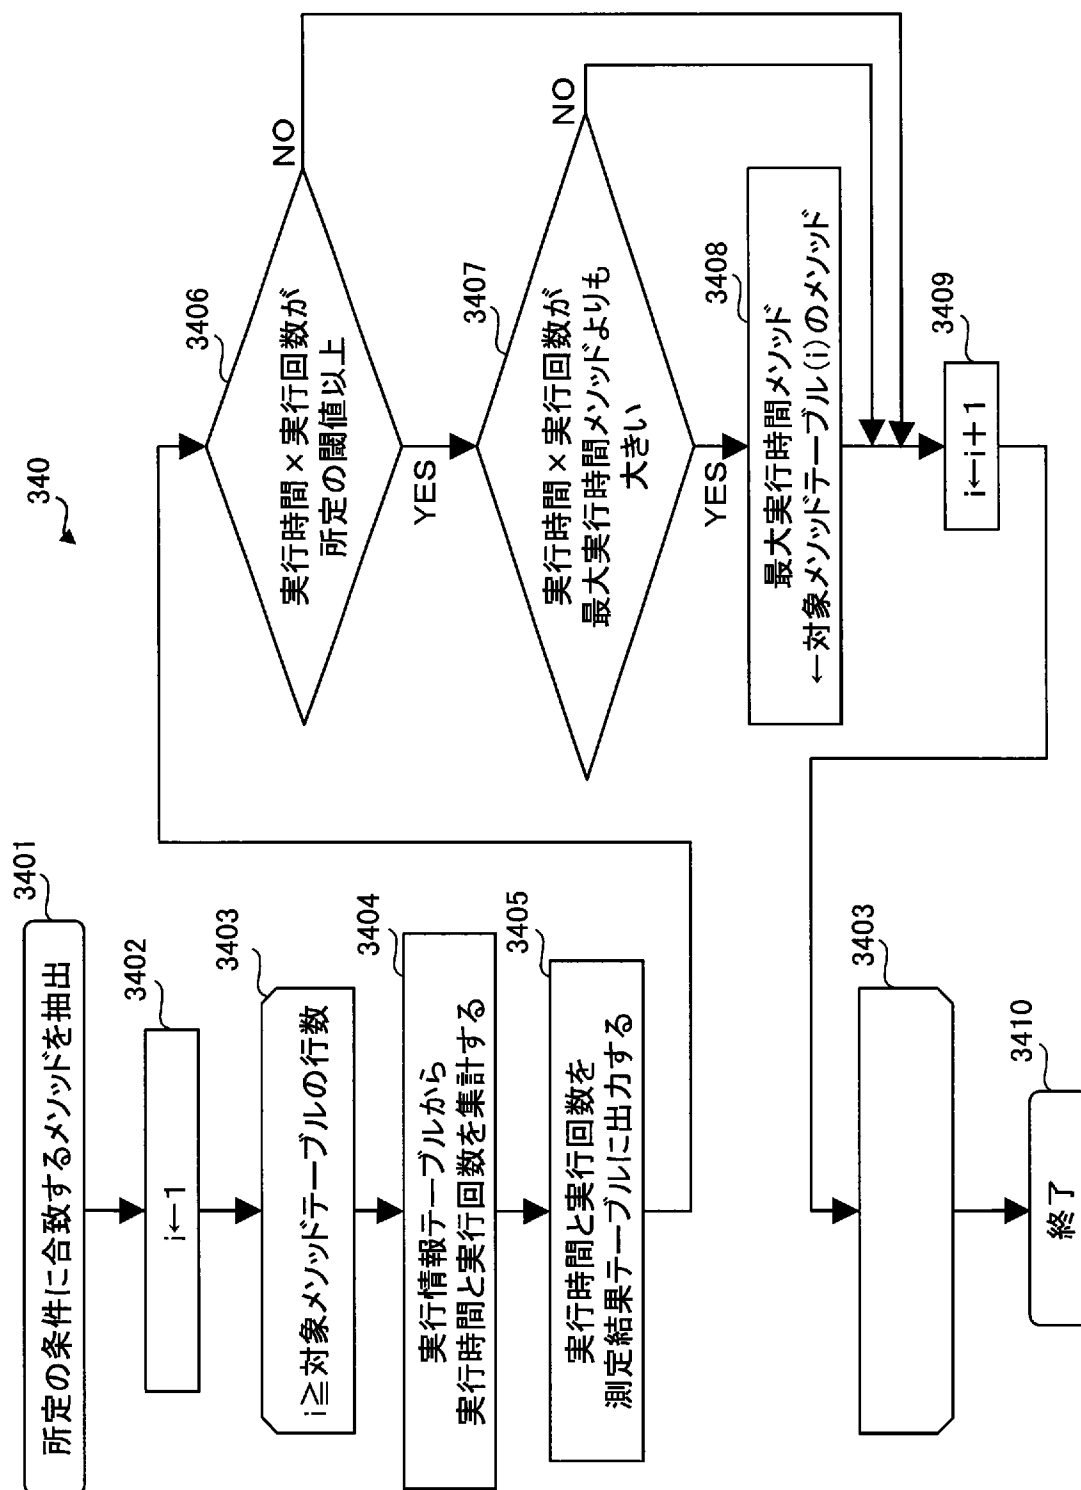 340
3401
所定の条件に合致するメソッドを抽出
3402
i←1
3403
i≧対象メソッドテーブルの行数
3404
実行情報テーブルから
実行時間と実行回数を集計する
3405
実行時間と実行回数を
測定結果テーブルに出力する
3406
実行時間×実行回数が
所定の閾値以上
NO
YES
3407
実行時間×実行回数が
最大実行時間メソッドよりも
大きい
NO
YES
3408
最大実行時間メソッド
←対象メソッドテーブル(i)のメソッド
3409
i←i+1
3403
3410
終了